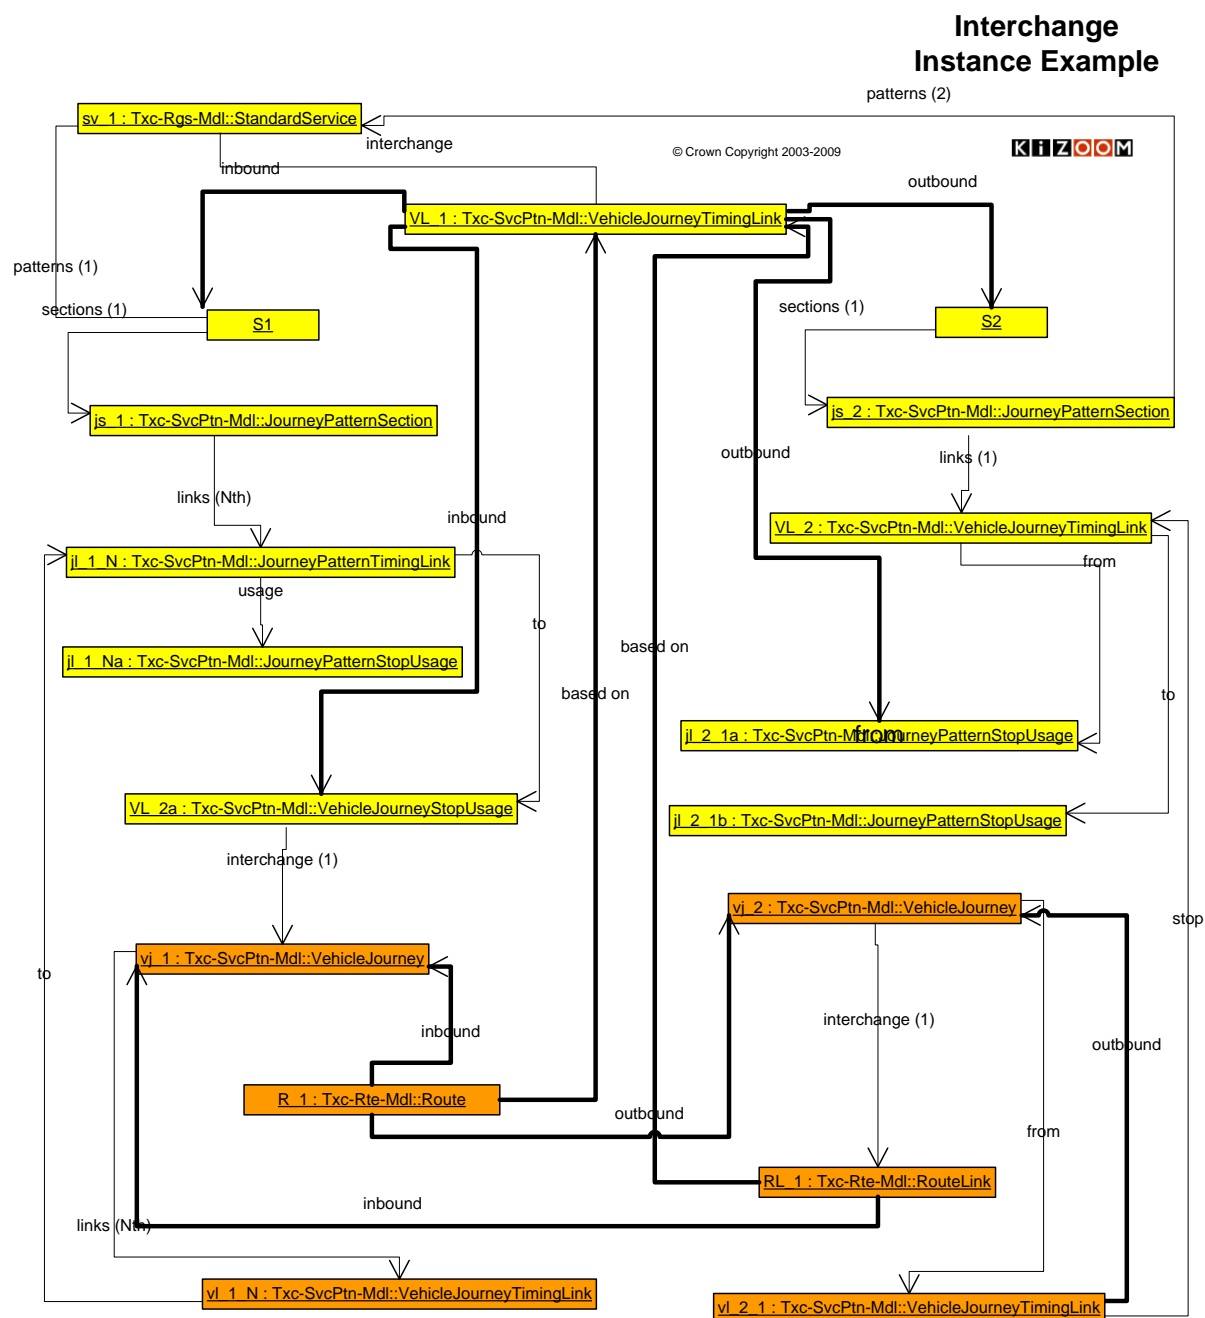 Interchange
Instance Example
patterns (2)
sv_1 : Txc-Rgs-Mdl::StandardService
interchange
© Crown Copyright 2003-2009
KiZOOM
inbound
outbound
VL_1 : Txc-SvcPtn-Mdl::VehicleJourneyTimingLink
patterns (1)
sections (1)
sections (1)
S1
S2
js_1 : Txc-SvcPtn-Mdl::JourneyPatternSection
js_2 : Txc-SvcPtn-Mdl::JourneyPatternSection
outbound
links (1)
links (Nth)
inbound
VL_2 : Txc-SvcPtn-Mdl::VehicleJourneyTimingLink
jl_1_N : Txc-SvcPtn-Mdl::JourneyPatternTimingLink
from
usage
to
based on
jl_1_Na : Txc-SvcPtn-Mdl::JourneyPatternStopUsage
based on
to
jl_2_1a : Txc-SvcPtn-Mdl::JourneyPatternStopUsage
from
VL_2a : Txc-SvcPtn-Mdl::VehicleJourneyStopUsage
jl_2_1b : Txc-SvcPtn-Mdl::JourneyPatternStopUsage
interchange (1)
vj_2 : Txc-SvcPtn-Mdl::VehicleJourney
stop
vj_1 : Txc-SvcPtn-Mdl::VehicleJourney
to
interchange (1)
inbound
outbound
R_1 : Txc-Rte-Mdl::Route
outbound
from
RL_1 : Txc-Rte-Mdl::RouteLink
inbound
links (Nth)
vl_1_N : Txc-SvcPtn-Mdl::VehicleJourneyTimingLink
vl_2_1 : Txc-SvcPtn-Mdl::VehicleJourneyTimingLink